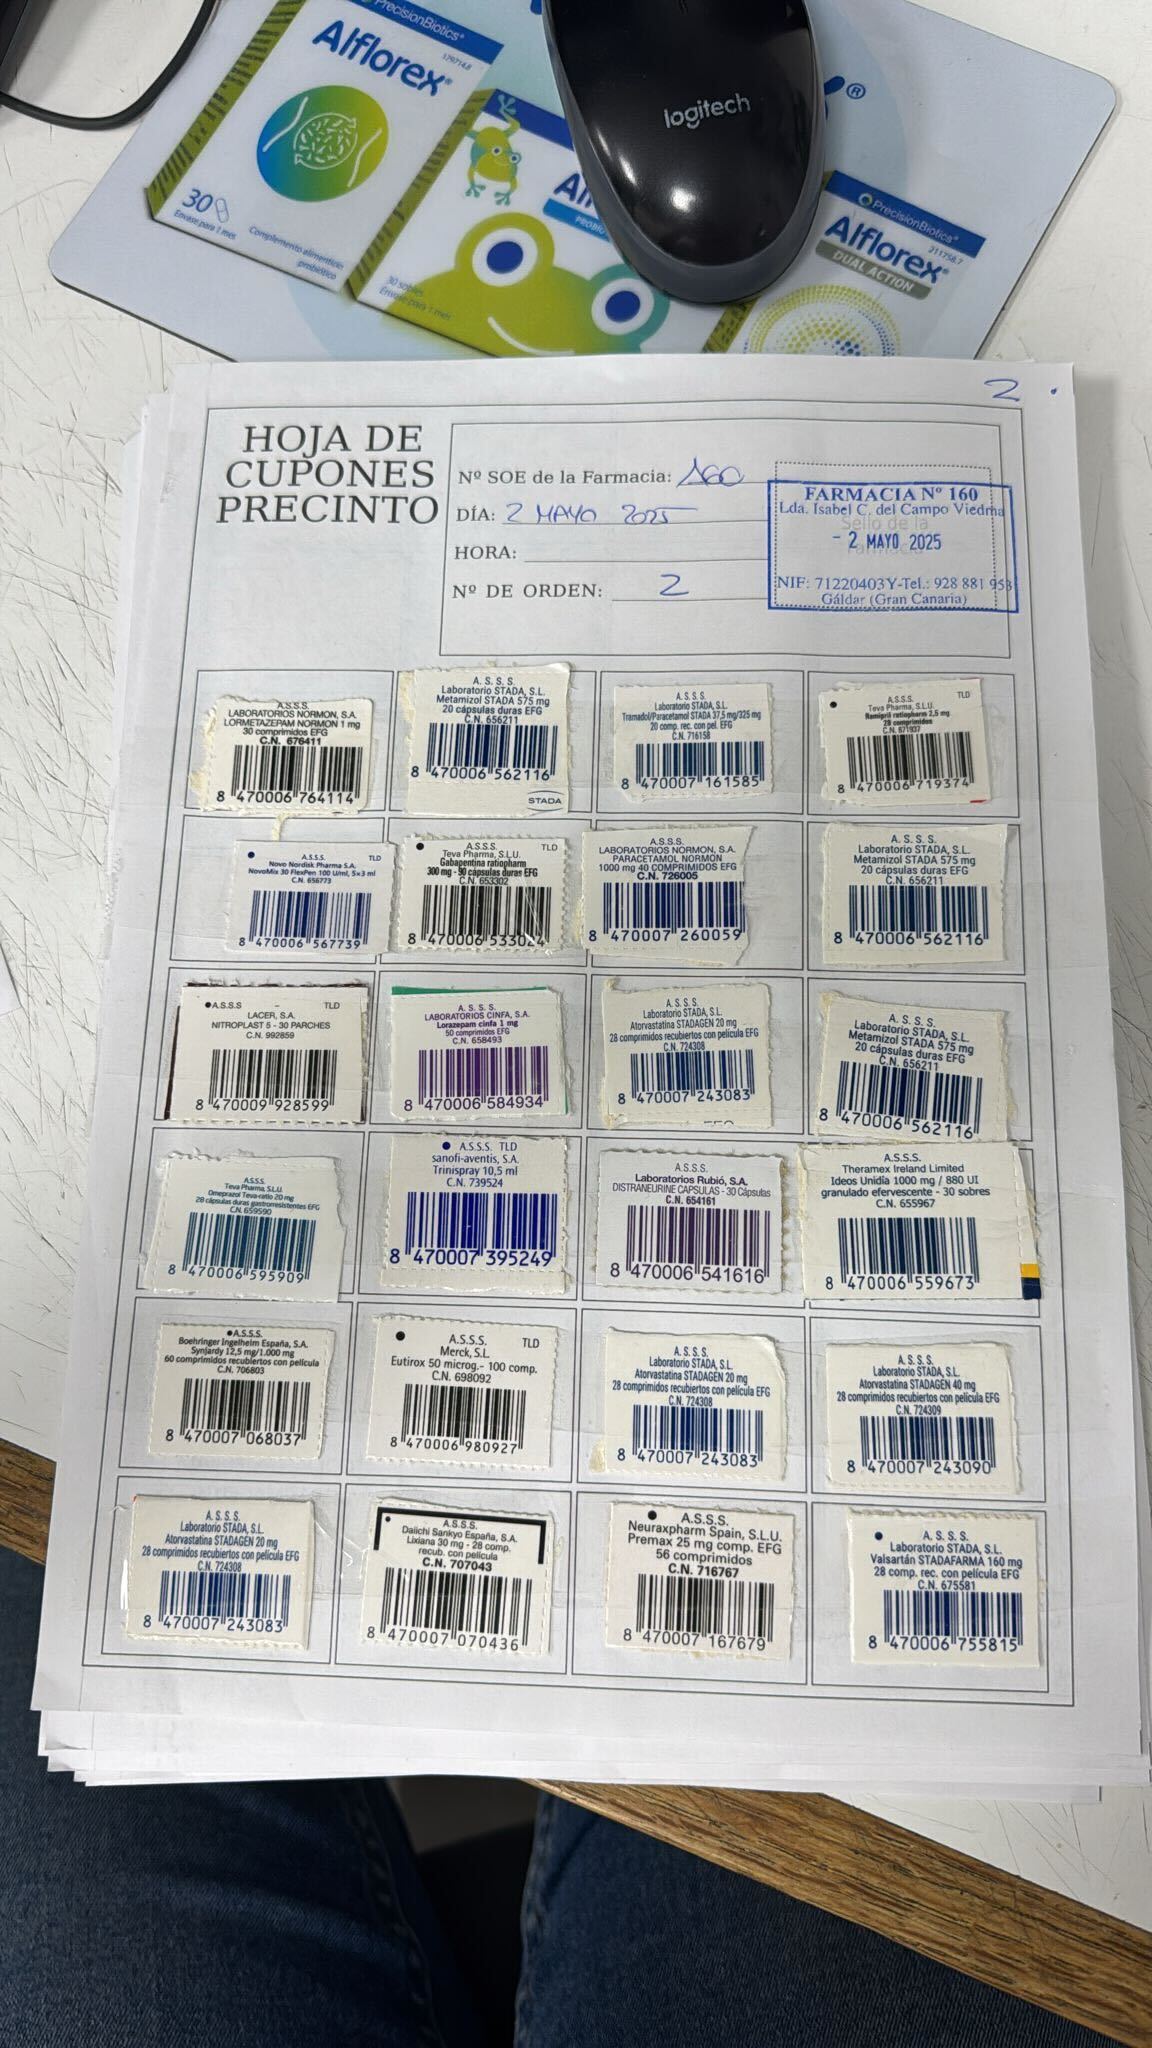 PrecisionBiotics®
Alflorex®
179714.8
30
Envase para 1 mes
Complemento alimenticio
probiótico
30 sobres
Envase para 1 mes
logitech
®
PrecisionBiotics®
211758.7
Alflorex®
DUAL ACTION
2
HOJA DE
CUPONES
PRECINTO
Nº SOE de la Farmacia: 160
DÍA: 2 MAYO 2025
HORA:
Nº DE ORDEN: 2
Sello de la
Farmacia
FARMACIA Nº 160
Lda. Isabel C. del Campo Viedma
- 2 MAYO 2025
NIF: 71220403Y-Tel.: 928 881 953
Gáldar (Gran Canaria)
A.S.S.S.
LABORATORIOS NORMON, S.A.
LORMETAZEPAM NORMON 1 mg
30 comprimidos EFG
C.N. 676411
8 470006 764114
A. S. S. S.
Laboratorio STADA, S.L.
Metamizol STADA 575 mg
20 cápsulas duras EFG
C.N. 656211
8 470006 562116
STADA
A. S. S. S.
Laboratorio STADA, S.L.
Tramadol/Paracetamol STADA 37,5 mg/325 mg
20 comp. rec. con pel. EFG
C.N. 716158
8 470007 161585
A.S.S.S. TLD
Teva Pharma, S.L.U.
Ramipril ratiopharm 2,5 mg
28 comprimidos
C.N. 671937
8 470006 719374
A.S.S.S. TLD
Novo Nordisk Pharma S.A.
NovoMix 30 FlexPen 100 U/ml, 5x3 ml
C.N. 656773
8 470006 567739
A.S.S.S. TLD
Teva Pharma, S.L.U.
Gabapentina ratiopharm
300 mg - 90 cápsulas duras EFG
C.N. 653302
8 470006 533024
A.S.S.S.
LABORATORIOS NORMON, S.A.
PARACETAMOL NORMON
1000 mg 40 COMPRIMIDOS EFG
C.N. 726005
8 470007 260059
A. S. S. S.
Laboratorio STADA, S.L.
Metamizol STADA 575 mg
20 cápsulas duras EFG
C.N. 656211
8 470006 562116
A.S.S.S - TLD
LACER, S.A.
NITROPLAST 5 - 30 PARCHES
C.N. 992859
8 470009 928599
A. S. S. S.
LABORATORIOS CINFA, S.A.
Lorazepam cinfa 1 mg
50 comprimidos EFG
C.N. 658493
8 470006 584934
A. S. S. S.
Laboratorio STADA, S.L.
Atorvastatina STADAGEN 20 mg
28 comprimidos recubiertos con película EFG
C.N. 724308
8 470007 243083
A. S. S. S.
Laboratorio STADA, S.L.
Metamizol STADA 575 mg
20 cápsulas duras EFG
C.N. 656211
8 470006 562116
A.S.S.S.
Teva Pharma, S.L.U.
Omeprazol Teva-ratio 20 mg
28 cápsulas duras gastrorresistentes EFG
C.N. 659590
8 470006 595909
A.S.S.S. TLD
sanofi-aventis, S.A.
Trinispray 10,5 ml
C.N. 739524
8 470007 395249
A.S.S.S.
Laboratorios Rubió, S.A.
DISTRANEURINE CAPSULAS - 30 Cápsulas
C.N. 654161
8 470006 541616
A.S.S.S.
Theramex Ireland Limited
Ideos Unidía 1000 mg / 880 UI
granulado efervescente - 30 sobres
C.N. 655967
8 470006 559673
A.S.S.S.
Boehringer Ingelheim España, S.A.
Synjardy 12,5 mg/1.000 mg
60 comprimidos recubiertos con película
C.N. 706803
8 470007 068037
A.S.S.S. TLD
Merck, S.L.
Eutirox 50 microg.- 100 comp.
C.N. 698092
8 470006 980927
A. S. S. S.
Laboratorio STADA, S.L.
Atorvastatina STADAGEN 20 mg
28 comprimidos recubiertos con película EFG
C.N. 724308
8 470007 243083
A. S. S. S.
Laboratorio STADA, S.L.
Atorvastatina STADAGEN 40 mg
28 comprimidos recubiertos con película EFG
C.N. 724309
8 470007 243090
A. S. S. S.
Laboratorio STADA, S.L.
Atorvastatina STADAGEN 20 mg
28 comprimidos recubiertos con película EFG
C.N. 724308
8 470007 243083
A.S.S.S.
Daiichi Sankyo España, S.A.
Lixiana 30 mg - 28 comp.
recub. con película
C.N. 707043
8 470007 070436
A.S.S.S.
Neuraxpharm Spain, S.L.U.
Premax 25 mg comp. EFG
56 comprimidos
C.N. 716767
8 470007 167679
A. S. S. S.
Laboratorio STADA, S.L.
Valsartán STADAFARMA 160 mg
28 comp. rec. con película EFG
C.N. 675581
8 470006 755815